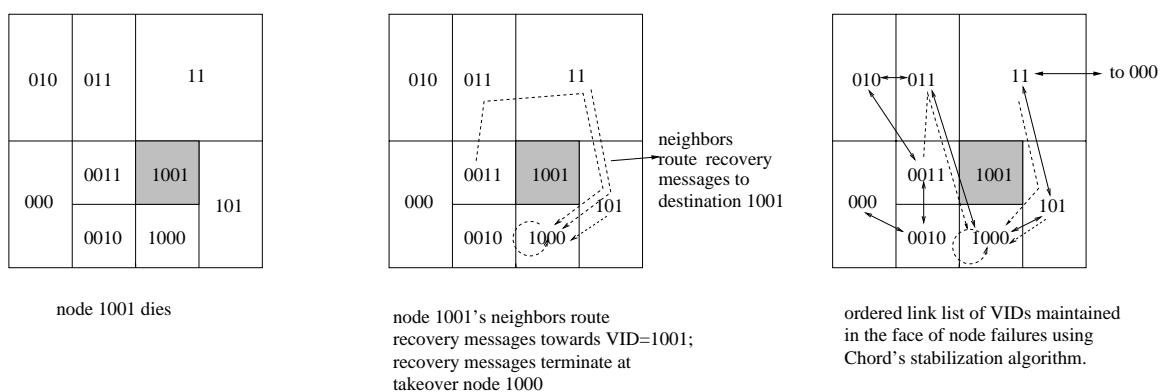 010 011 11
0011 1001
000 101
0010 1000
node 1001 dies
010 011 11
neighbors
route recovery
messages to
destination 1001
0011 1001
000 101
0010 1000
node 1001's neighbors route
recovery messages towards VID=1001;
recovery messages terminate at
takeover node 1000
010 011 11 to 000
0011 1001
000 101
0010 1000
ordered link list of VIDs maintained
in the face of node failures using
Chord's stabilization algorithm.